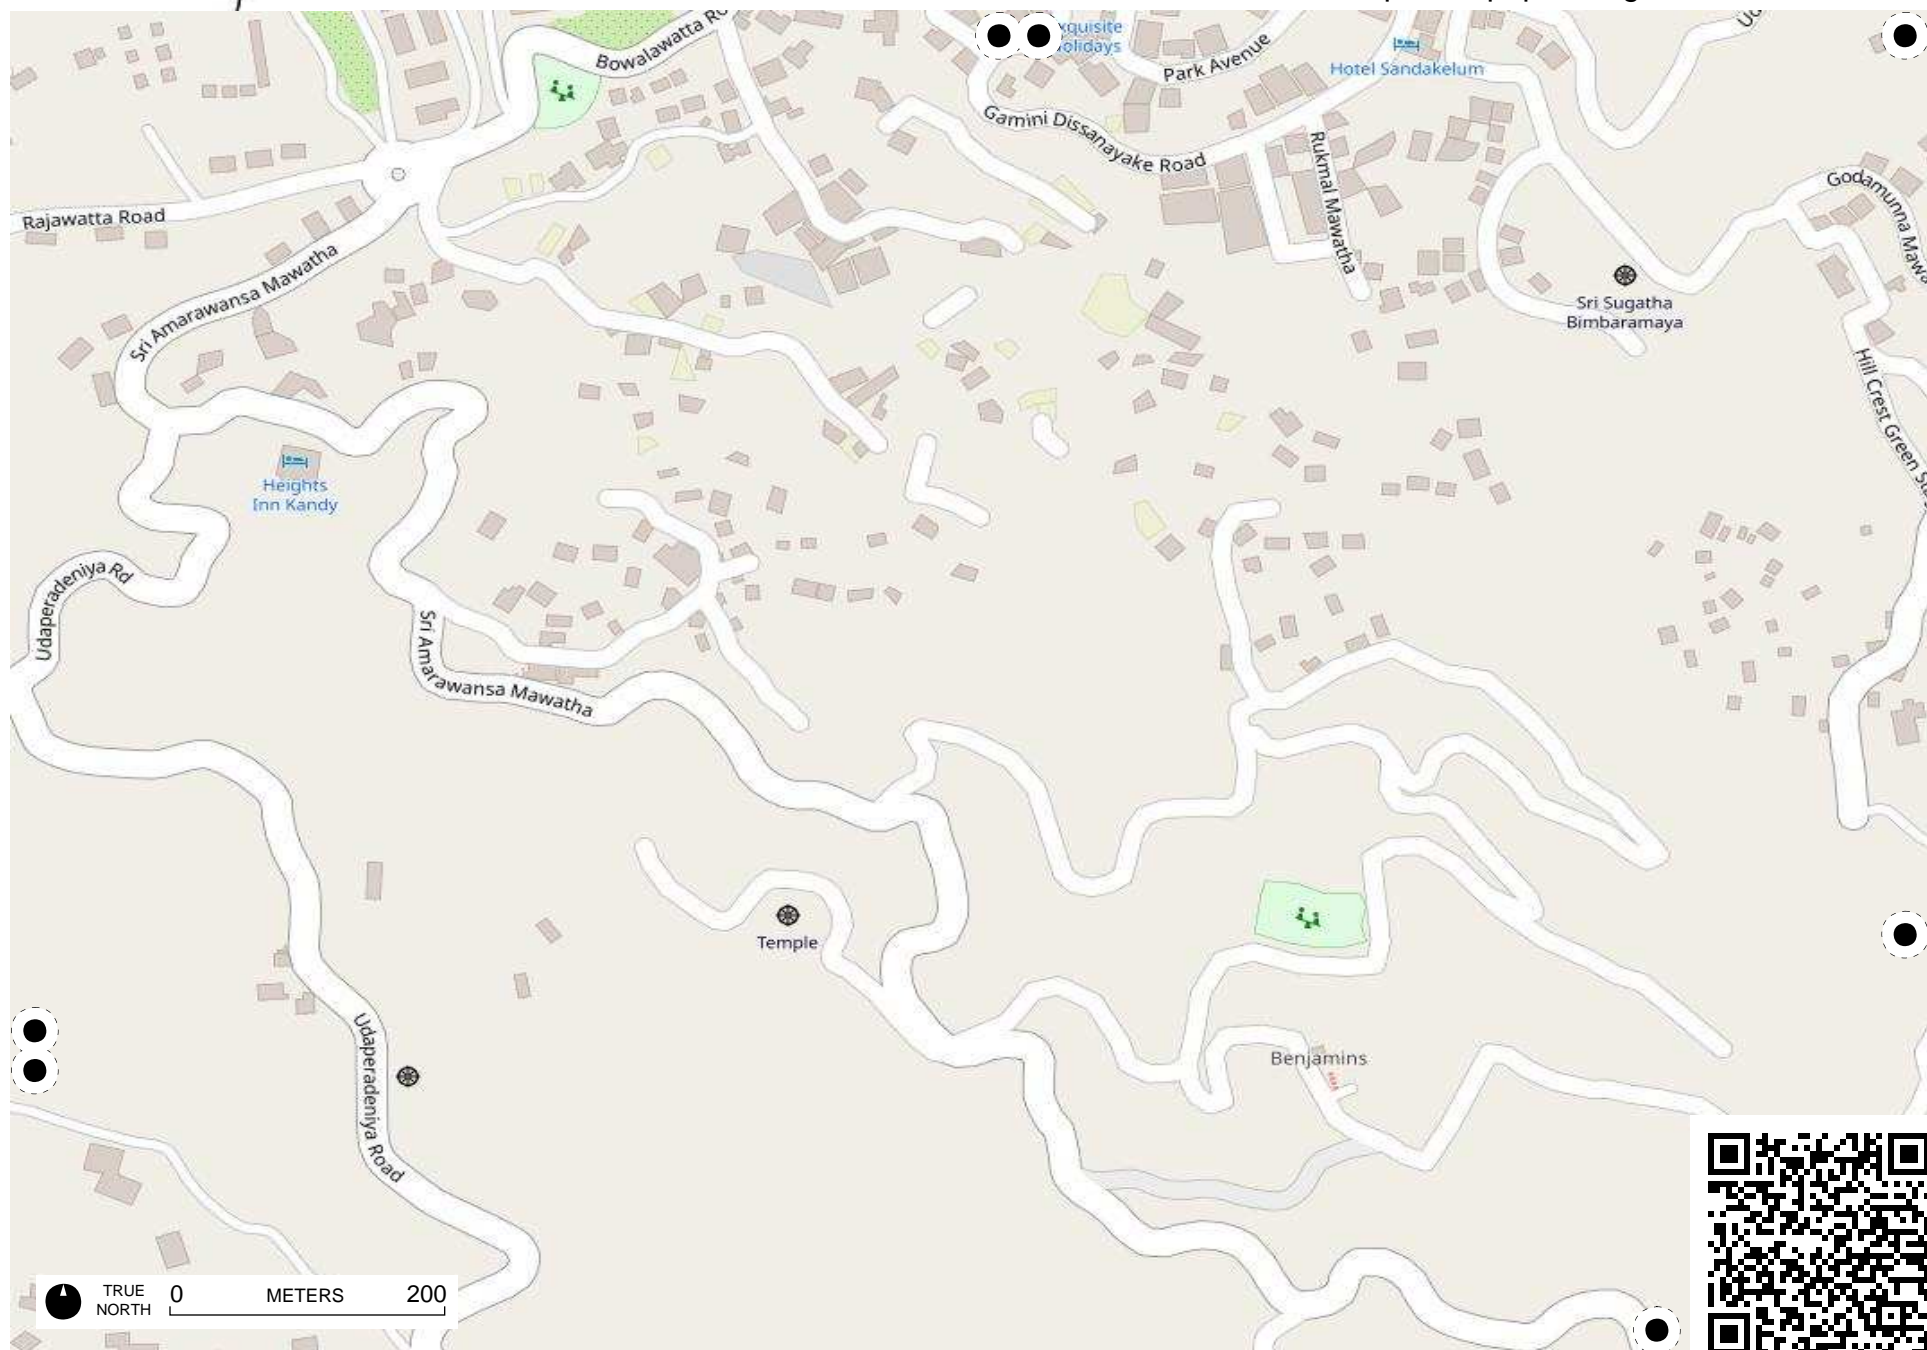 Bowalawatta
Exquisite
Holidays
Park Avenue
Hotel Sandakelum
Gamini Dissanayake Road
Rukmal Mawatha
Godamunna
Rajawatta Road
Sri Amarawansa Mawatha
Sri Sugatha
Bimbaramaya
Hill Crest Green
Heights
Inn Kandy
Udaperadeniya Rd
Sri Amarawansa Mawatha
Temple
Udaperadeniya Road
Benjamins
TRUE
NORTH
0 METERS 200